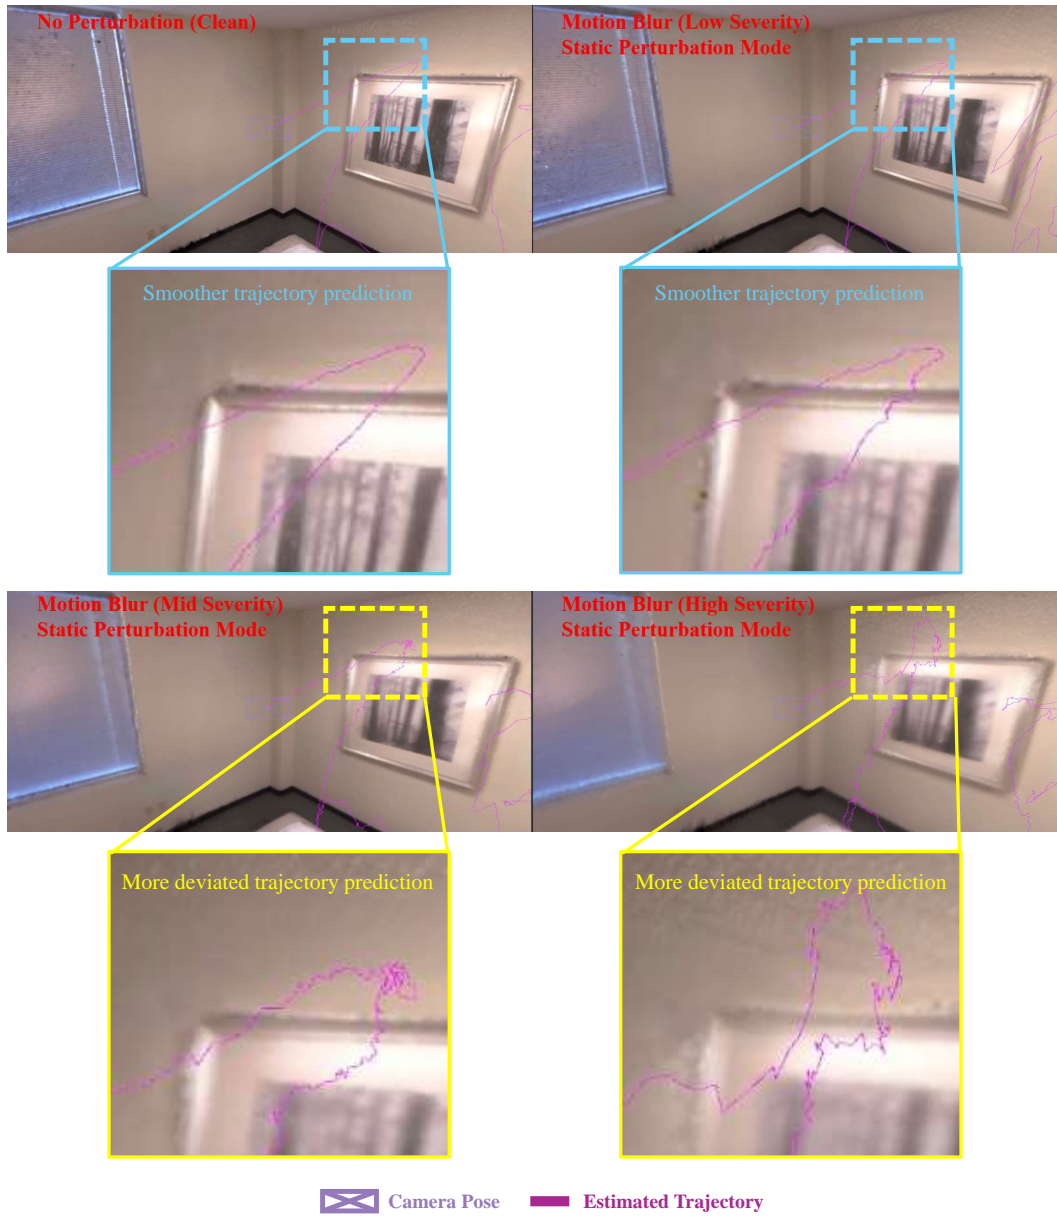 No Perturbation (Clean)
Motion Blur (Low Severity)
Static Perturbation Mode
Smoother trajectory prediction
Smoother trajectory prediction
Motion Blur (Mid Severity)
Static Perturbation Mode
Motion Blur (High Severity)
Static Perturbation Mode
More deviated trajectory prediction
More deviated trajectory prediction
Camera Pose
Estimated Trajectory